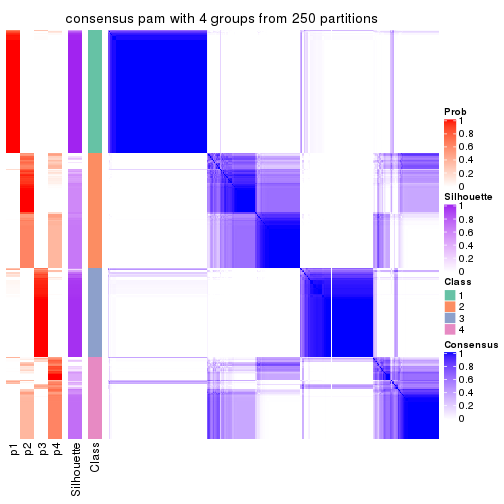 consensus pam with 4 groups from 250 partitions
Prob
1
0.8
0.6
0.4
0.2
0
Silhouette
1
0.8
0.6
0.4
0.2
0
Class
1
2
3
4
Consensus
1
0.8
0.6
0.4
0.2
0
p1
p2
p3
p4
Silhouette
Class